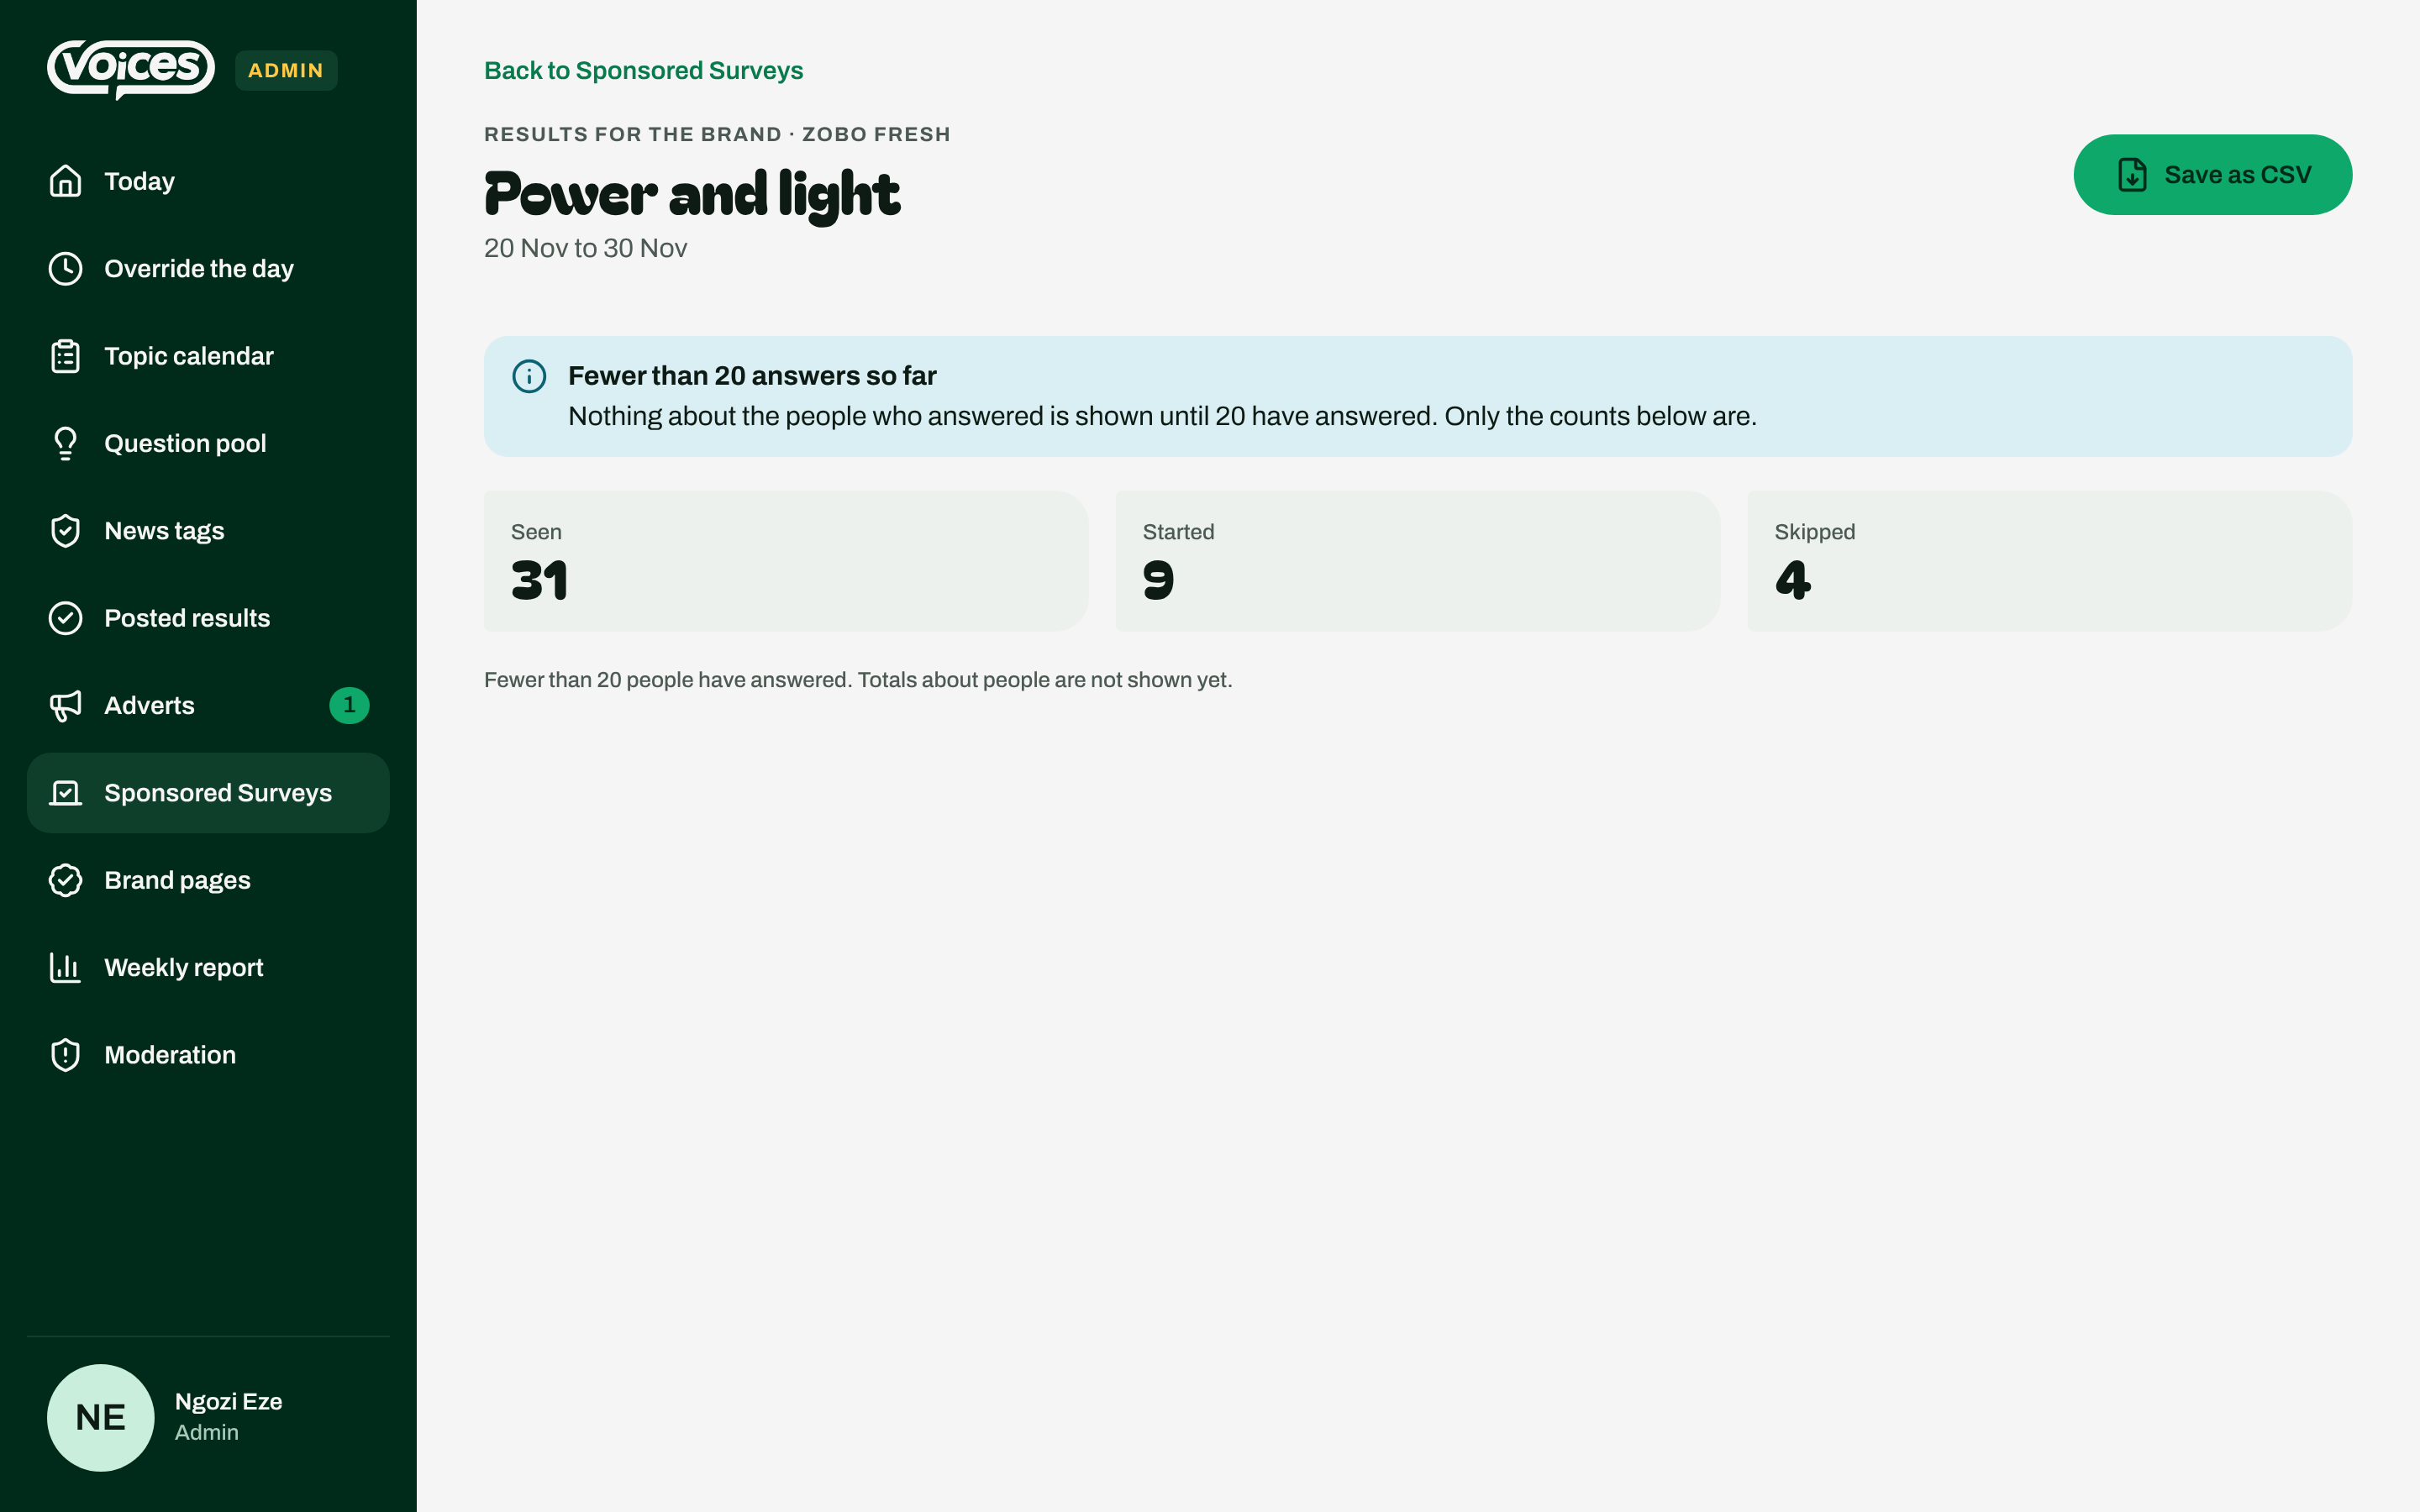 Voices
ADMIN
Today
Override the day
Topic calendar
Question pool
News tags
Posted results
Adverts
1
Sponsored Surveys
Brand pages
Weekly report
Moderation
NE
Ngozi Eze
Admin
Back to Sponsored Surveys
RESULTS FOR THE BRAND · ZOBO FRESH
Power and light
20 Nov to 30 Nov
Save as CSV
Fewer than 20 answers so far
Nothing about the people who answered is shown until 20 have answered. Only the counts below are.
Seen
31
Started
9
Skipped
4
Fewer than 20 people have answered. Totals about people are not shown yet.